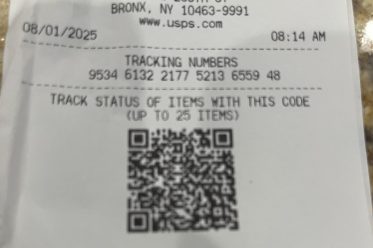 BRONX, NY 10463-9991
www.usps.com
08/01/2025 08:14 AM
TRACKING NUMBERS
9534 6132 2177 5213 6559 48
TRACK STATUS OF ITEMS WITH THIS CODE
(UP TO 25 ITEMS)